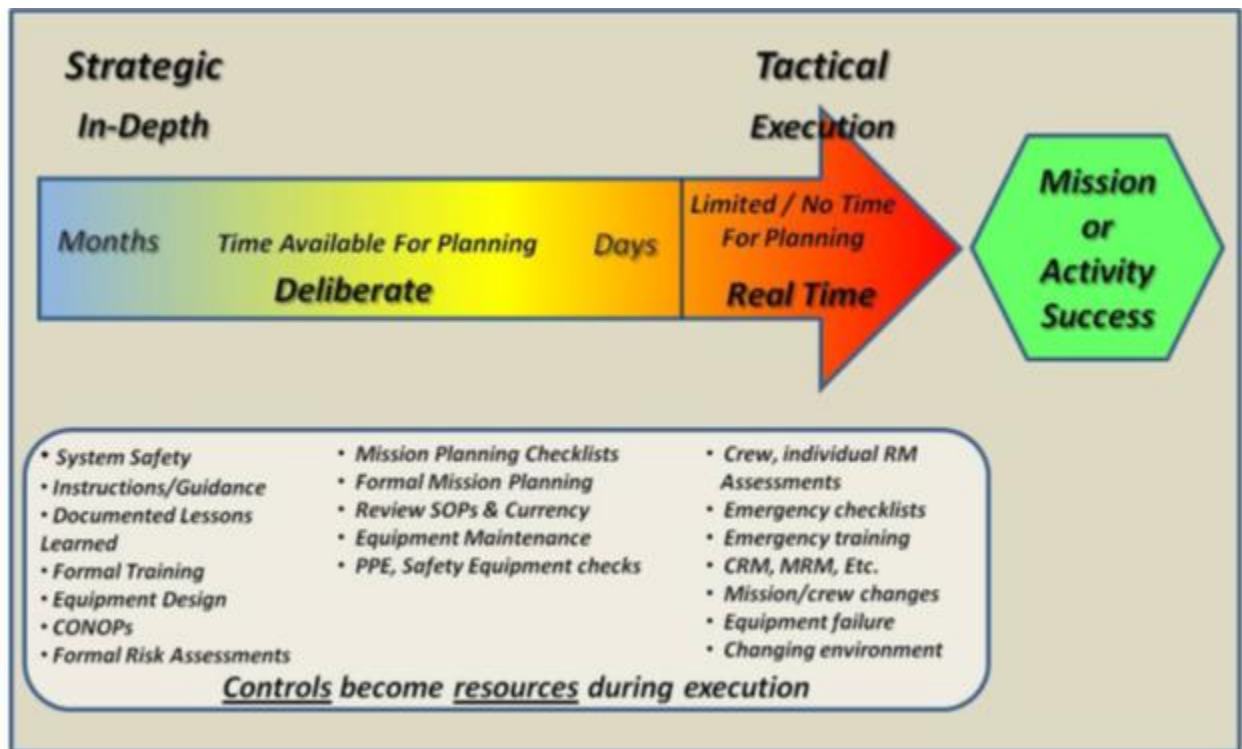 Strategic
In-Depth
Tactical
Execution
Months
Time Available For Planning
Days
Deliberate
Limited / No Time
For Planning
Real Time
Mission
or
Activity
Success
• System Safety
• Instructions/Guidance
• Documented Lessons
Learned
• Formal Training
• Equipment Design
• CONOPs
• Formal Risk Assessments
• Mission Planning Checklists
• Formal Mission Planning
• Review SOPs & Currency
• Equipment Maintenance
• PPE, Safety Equipment checks
• Crew, individual RM
Assessments
• Emergency checklists
• Emergency training
• CRM, MRM, Etc.
• Mission/crew changes
• Equipment failure
• Changing environment
Controls become resources during execution